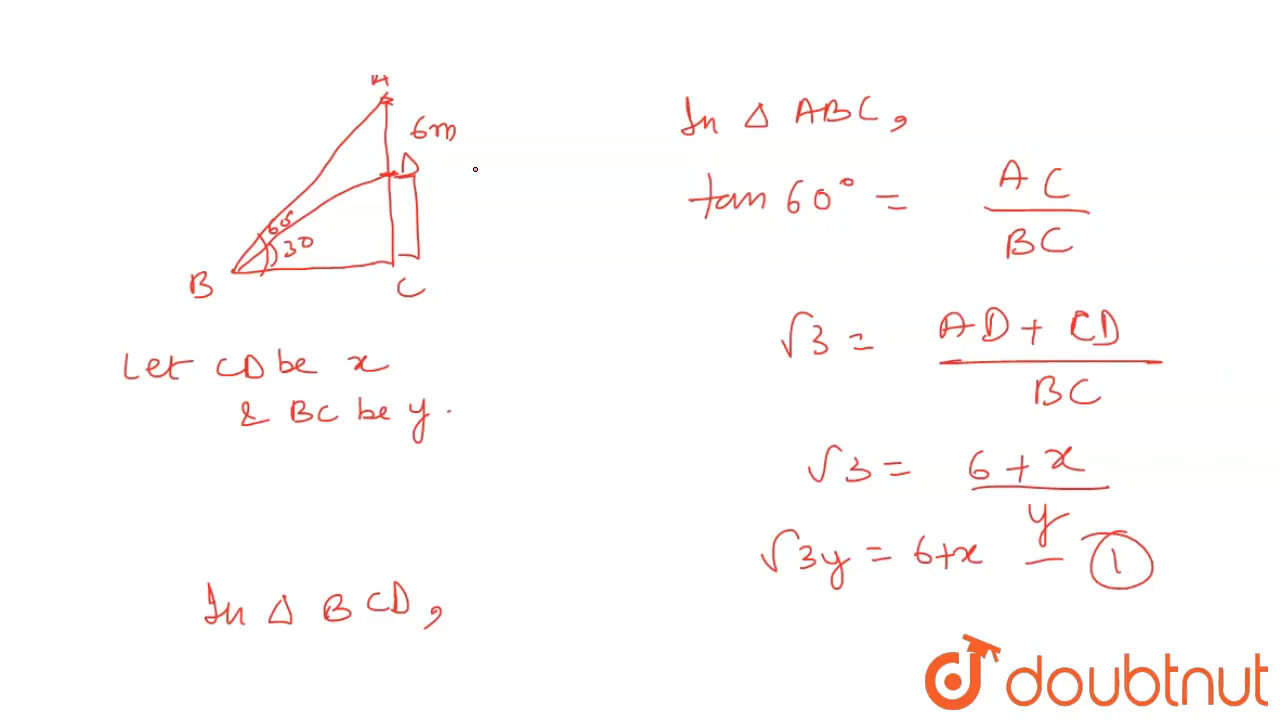 A
6m
D
60
30
B
C
Let CD be x
& BC be y.
In △ BCD,
In △ ABC,
tan 60° = AC
BC
√3 = AD + CD
BC
√3 = 6 + x
y
√3y = 6+x — ①
doubtnut